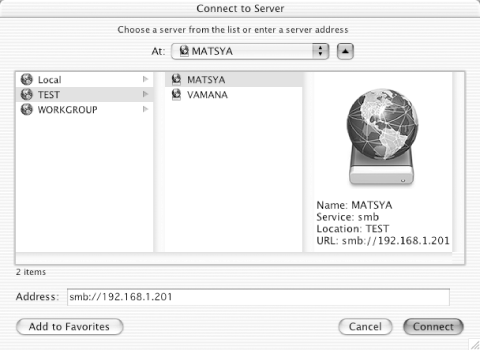 Connect to Server
Choose a server from the list or enter a server address
At: MATSYA
Local
TEST
WORKGROUP
MATSYA
VAMANA
Name: MATSYA
Service: smb
Location: TEST
URL: smb://192.168.1.201
2 items
Address: smb://192.168.1.201
Add to Favorites Cancel Connect